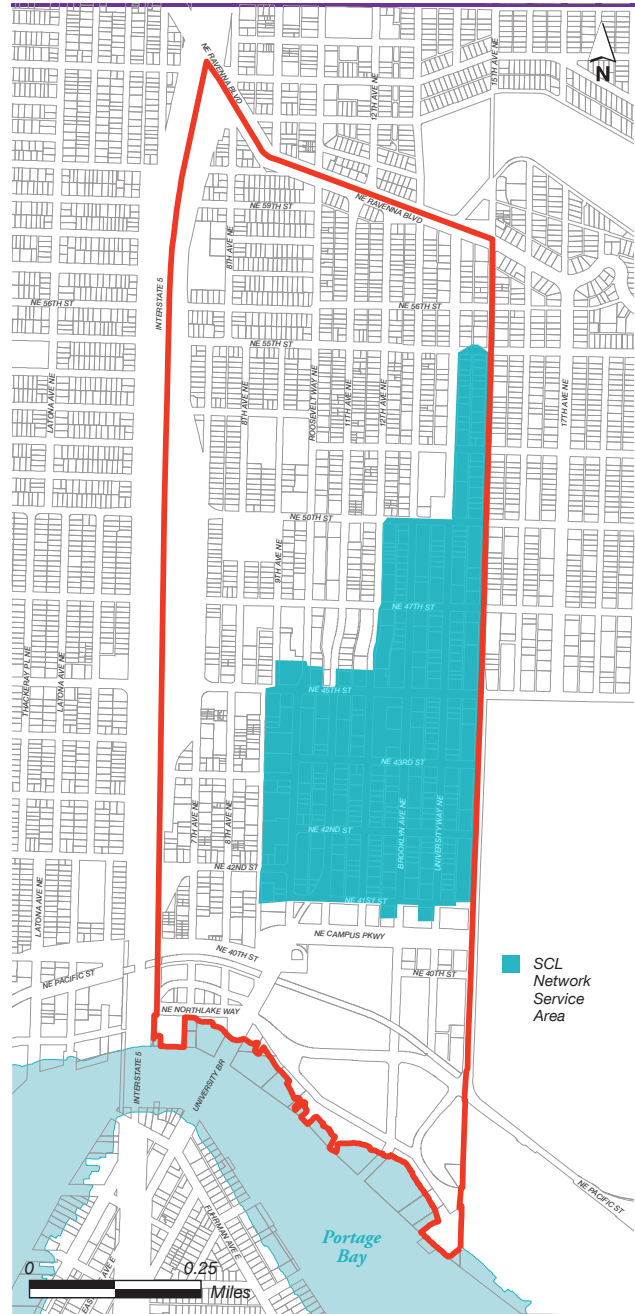 NE RAVENNA BLVD
12TH AVE NE
15TH AVE NE
N
NE 59TH ST
NE RAVENNA BLVD
8TH AVE NE
INTERSTATE 5
NE 56TH ST
NE 56TH ST
NE 55TH ST
LATONA AVE NE
8TH AVE NE
ROOSEVELT WAY NE
11TH AVE NE
12TH AVE NE
17TH AVE NE
NE 50TH ST
9TH AVE NE
NE 47TH ST
THACKERAY PL NE
LATONA AVE NE
NE 45TH ST
NE 43RD ST
7TH AVE NE
8TH AVE NE
NE 42ND ST
BROOKLYN AVE NE
UNIVERSITY WAY NE
NE 42ND ST
LATONA AVE NE
NE 41ST ST
NE CAMPUS PKWY
NE 40TH ST
NE 40TH ST
NE PACIFIC ST
SCL
Network
Service
Area
NE NORTHLAKE WAY
INTERSTATE 5
UNIVERSITY BR
NE PACIFIC ST
FUHRMAN AVE E
Portage
Bay
0
0.25
Miles